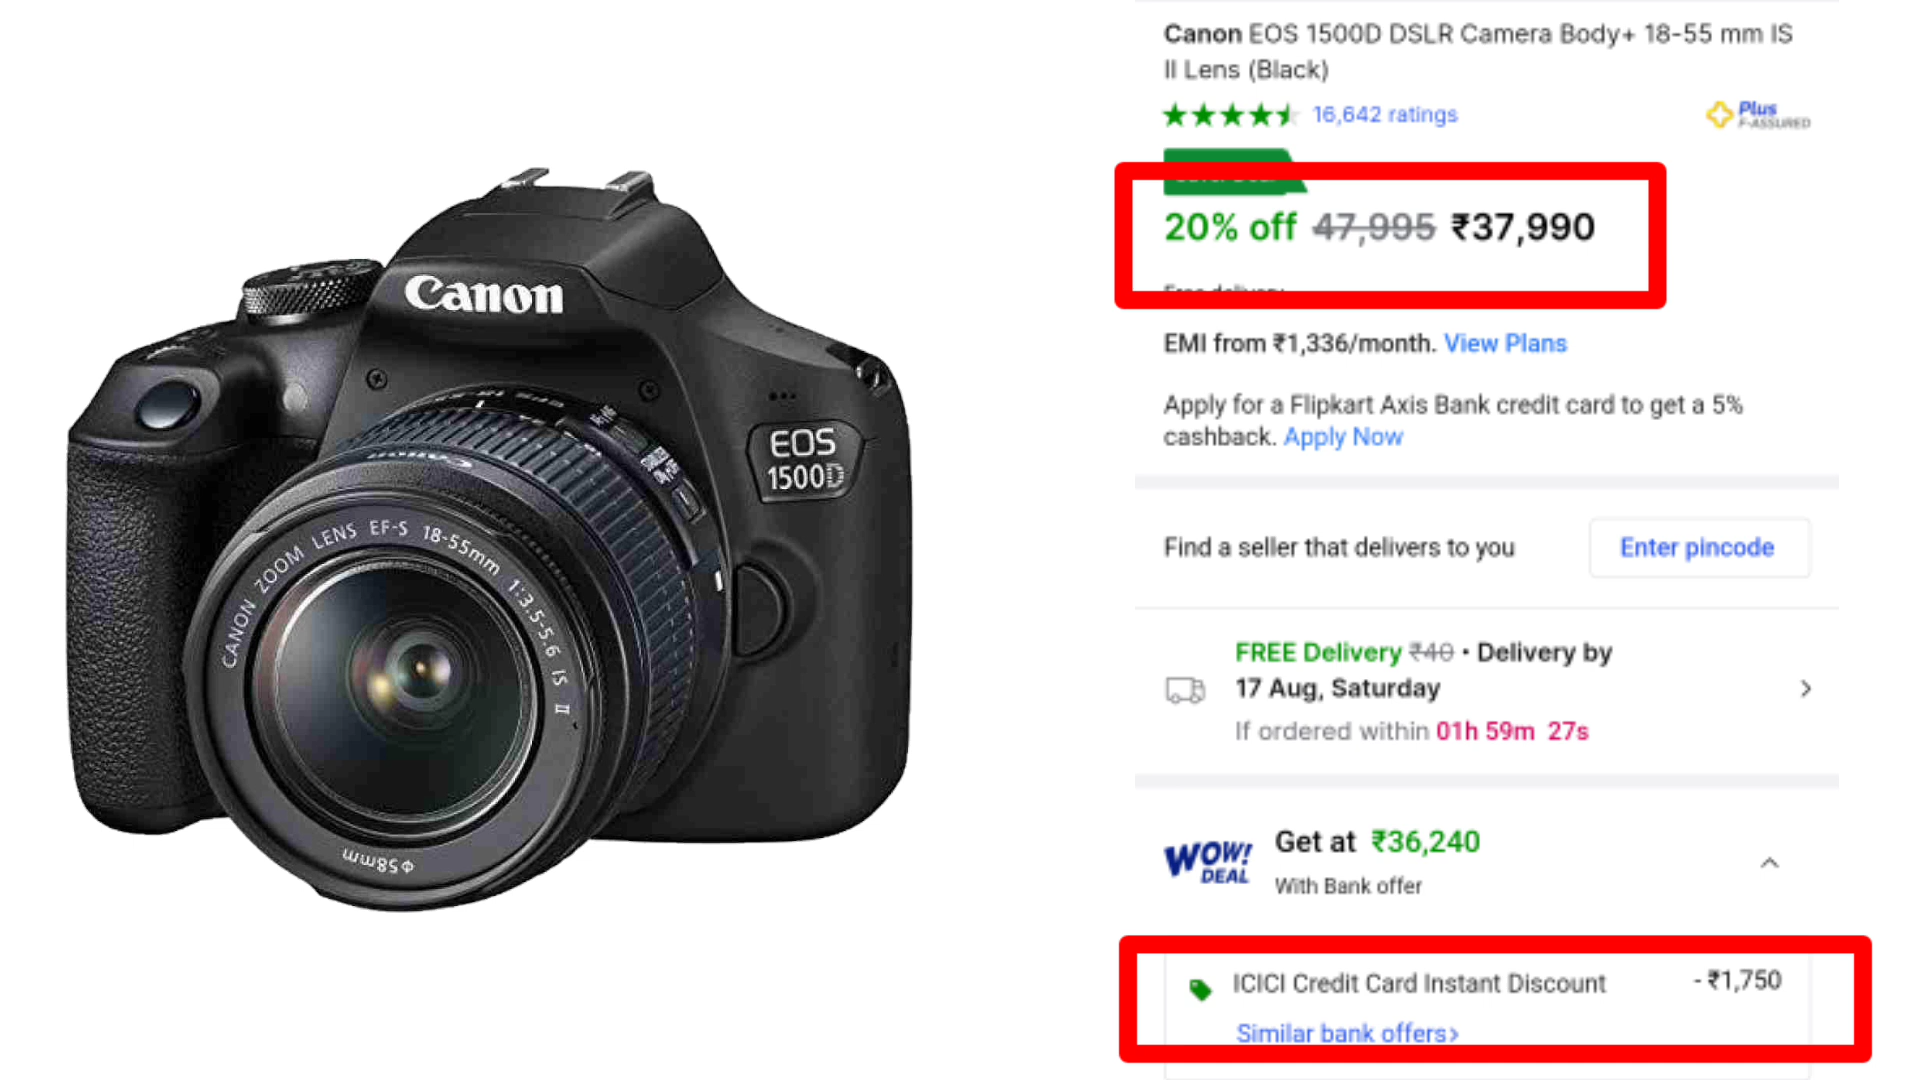 Canon
EOS
1500D
Canon
CANON ZOOM LENS EF-S 18-55mm 1:3.5-5.6 IS II
Φ58mm
Canon EOS 1500D DSLR Camera Body+ 18-55 mm IS
II Lens (Black)
16,642 ratings
Plus
F-ASSURED
20% off 47,995 ₹37,990
Free delivery
EMI from ₹1,336/month. View Plans
Apply for a Flipkart Axis Bank credit card to get a 5%
cashback. Apply Now
Find a seller that delivers to you
Enter pincode
FREE Delivery ₹40 • Delivery by
17 Aug, Saturday
If ordered within 01h 59m 27s
WOW!
DEAL
Get at ₹36,240
With Bank offer
ICICI Credit Card Instant Discount
- ₹1,750
Similar bank offers›